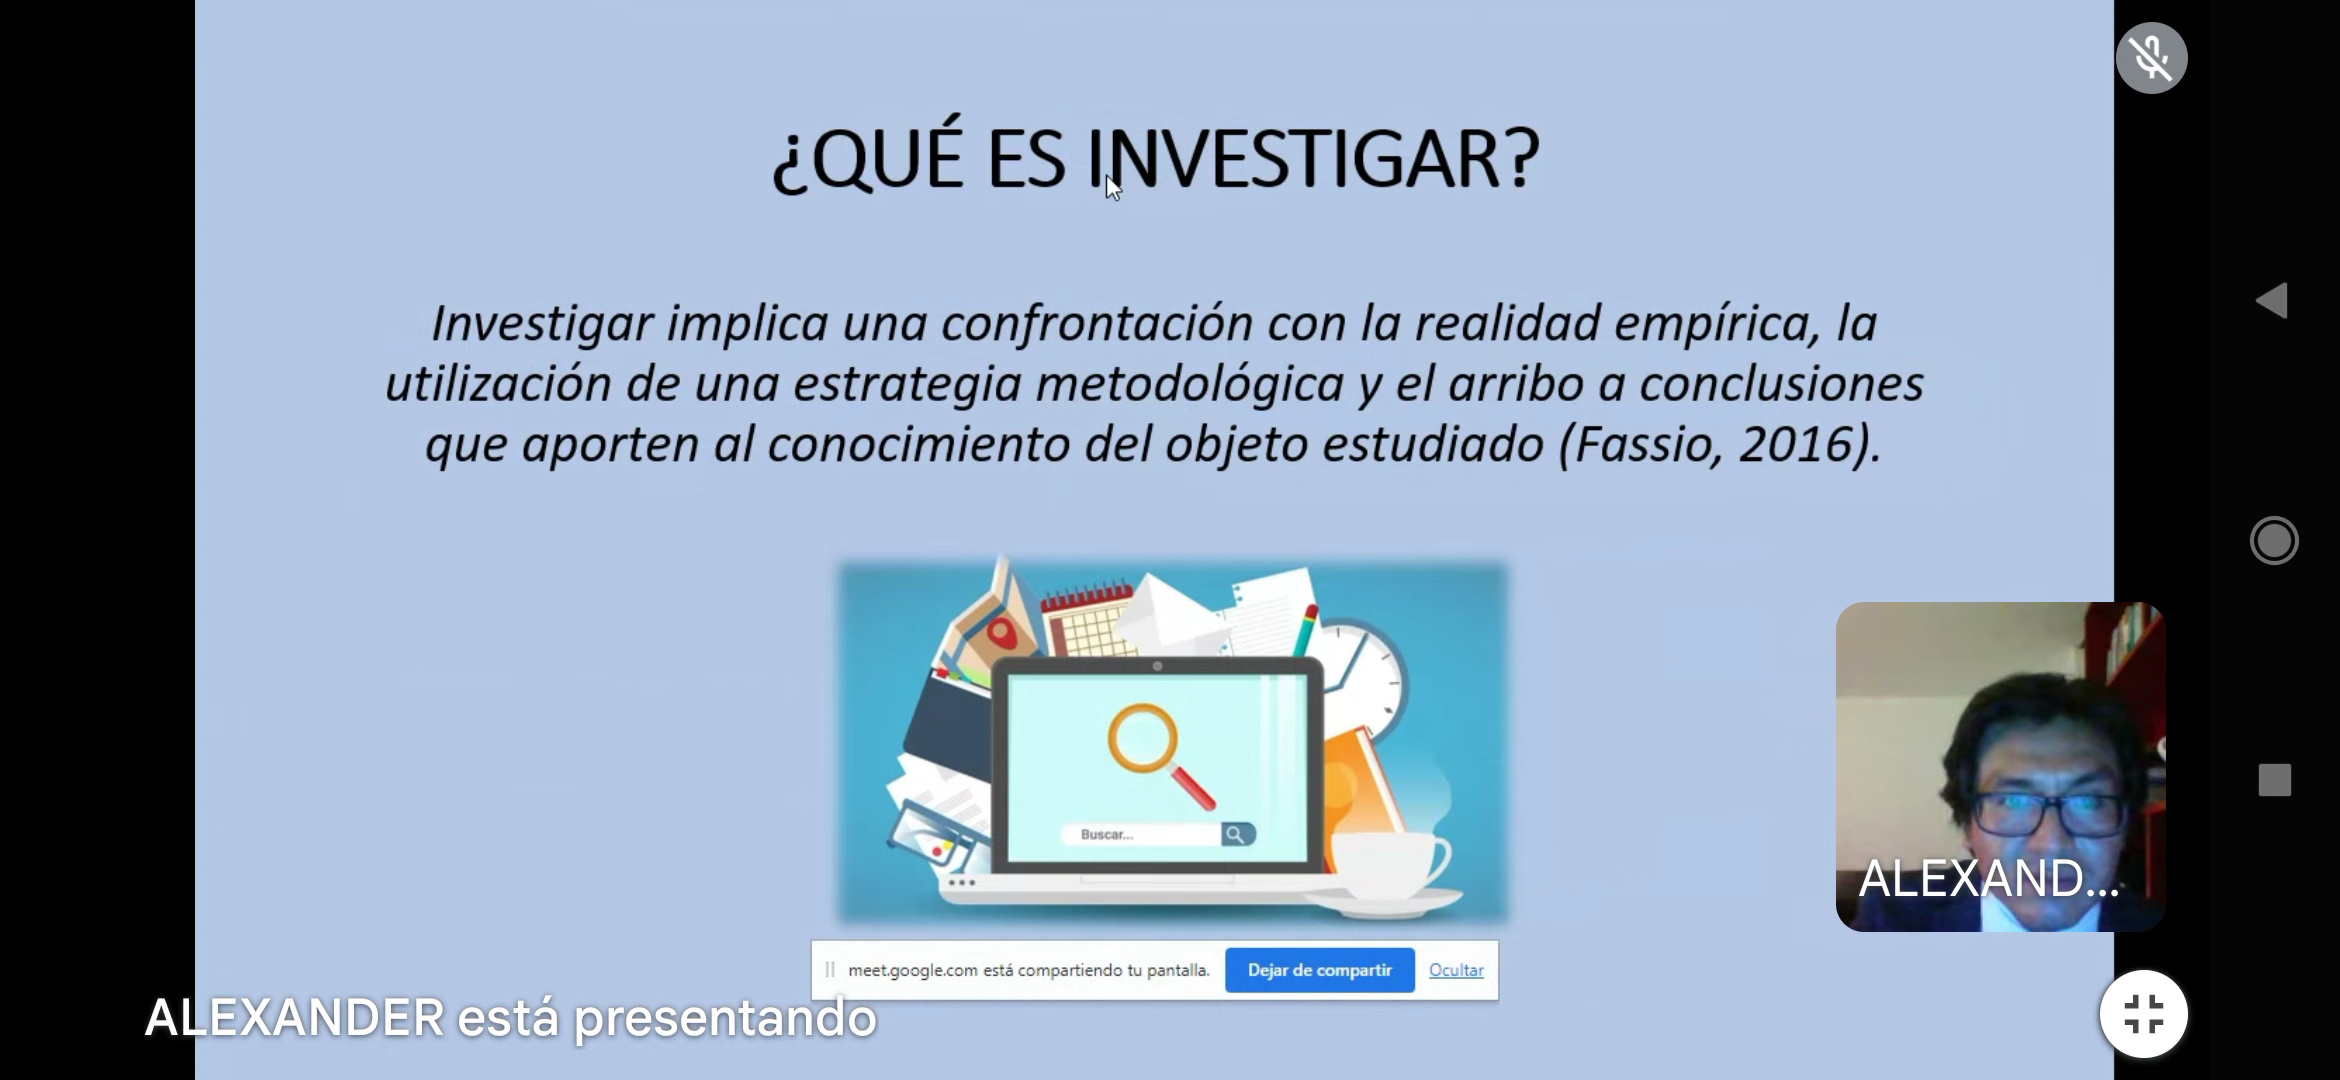 ¿QUÉ ES INVESTIGAR?
Investigar implica una confrontación con la realidad empírica, la
utilización de una estrategia metodológica y el arribo a conclusiones
que aporten al conocimiento del objeto estudiado (Fassio, 2016).
Buscar...
ALEXAND...
meet.google.com está compartiendo tu pantalla.
Dejar de compartir
Ocultar
ALEXANDER está presentando